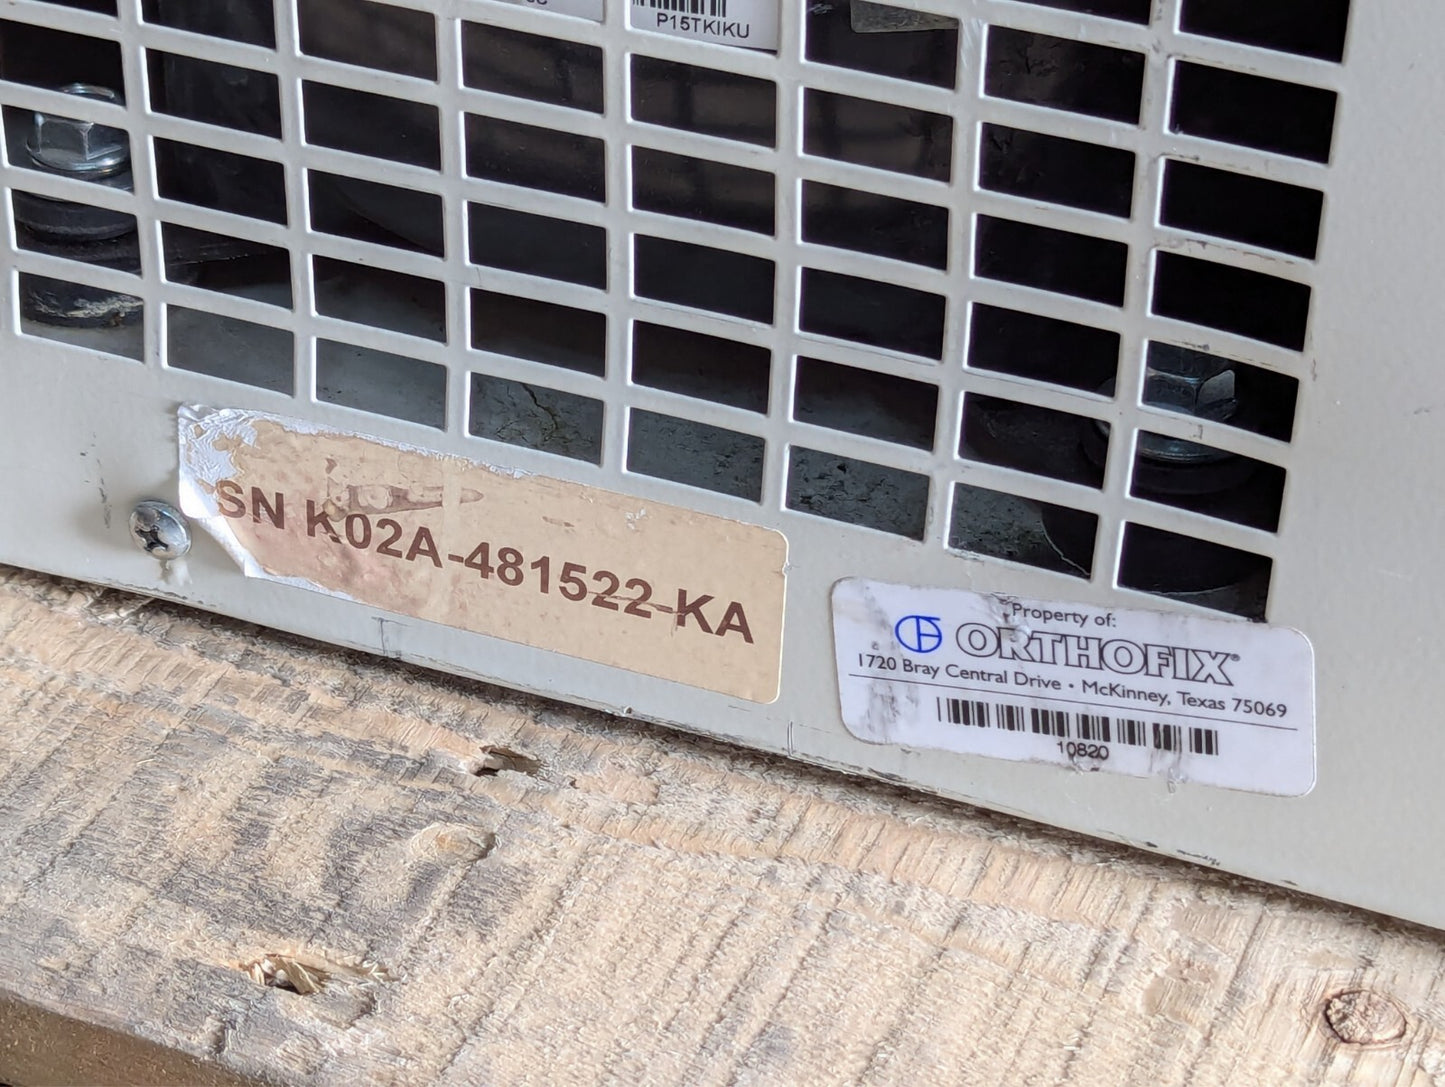 P15TKIKU
SN K02A-481522-KA
Property of:
ORTHOFIX®
1720 Bray Central Drive • McKinney, Texas 75069
10820